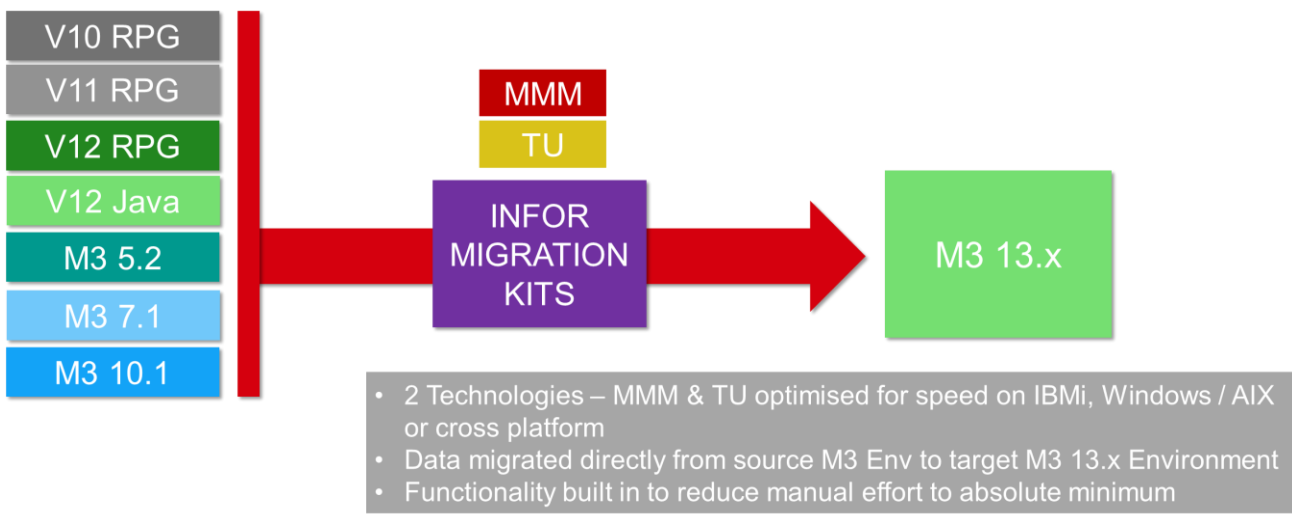 V10 RPG
V11 RPG
V12 RPG
V12 Java
M3 5.2
M3 7.1
M3 10.1
MMM
TU
INFOR
MIGRATION
KITS
M3 13.x
• 2 Technologies – MMM & TU optimised for speed on IBMi, Windows / AIX
or cross platform
• Data migrated directly from source M3 Env to target M3 13.x Environment
• Functionality built in to reduce manual effort to absolute minimum